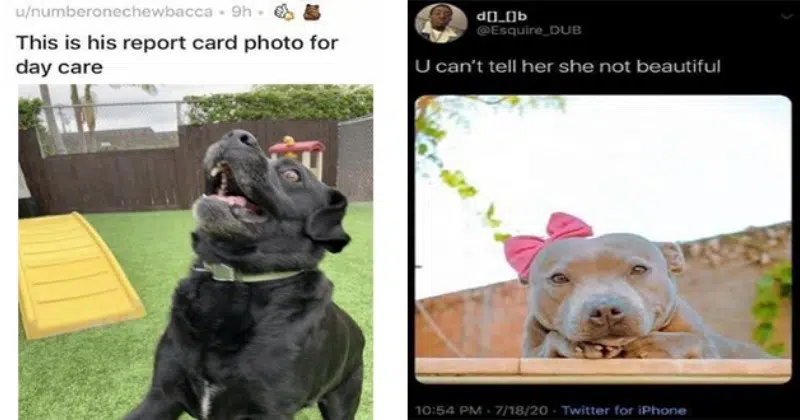 u/numberonechewbacca • 9h •
This is his report card photo for
day care
d[]_[]b
@Esquire_DUB
U can't tell her she not beautiful
10:54 PM · 7/18/20 · Twitter for iPhone